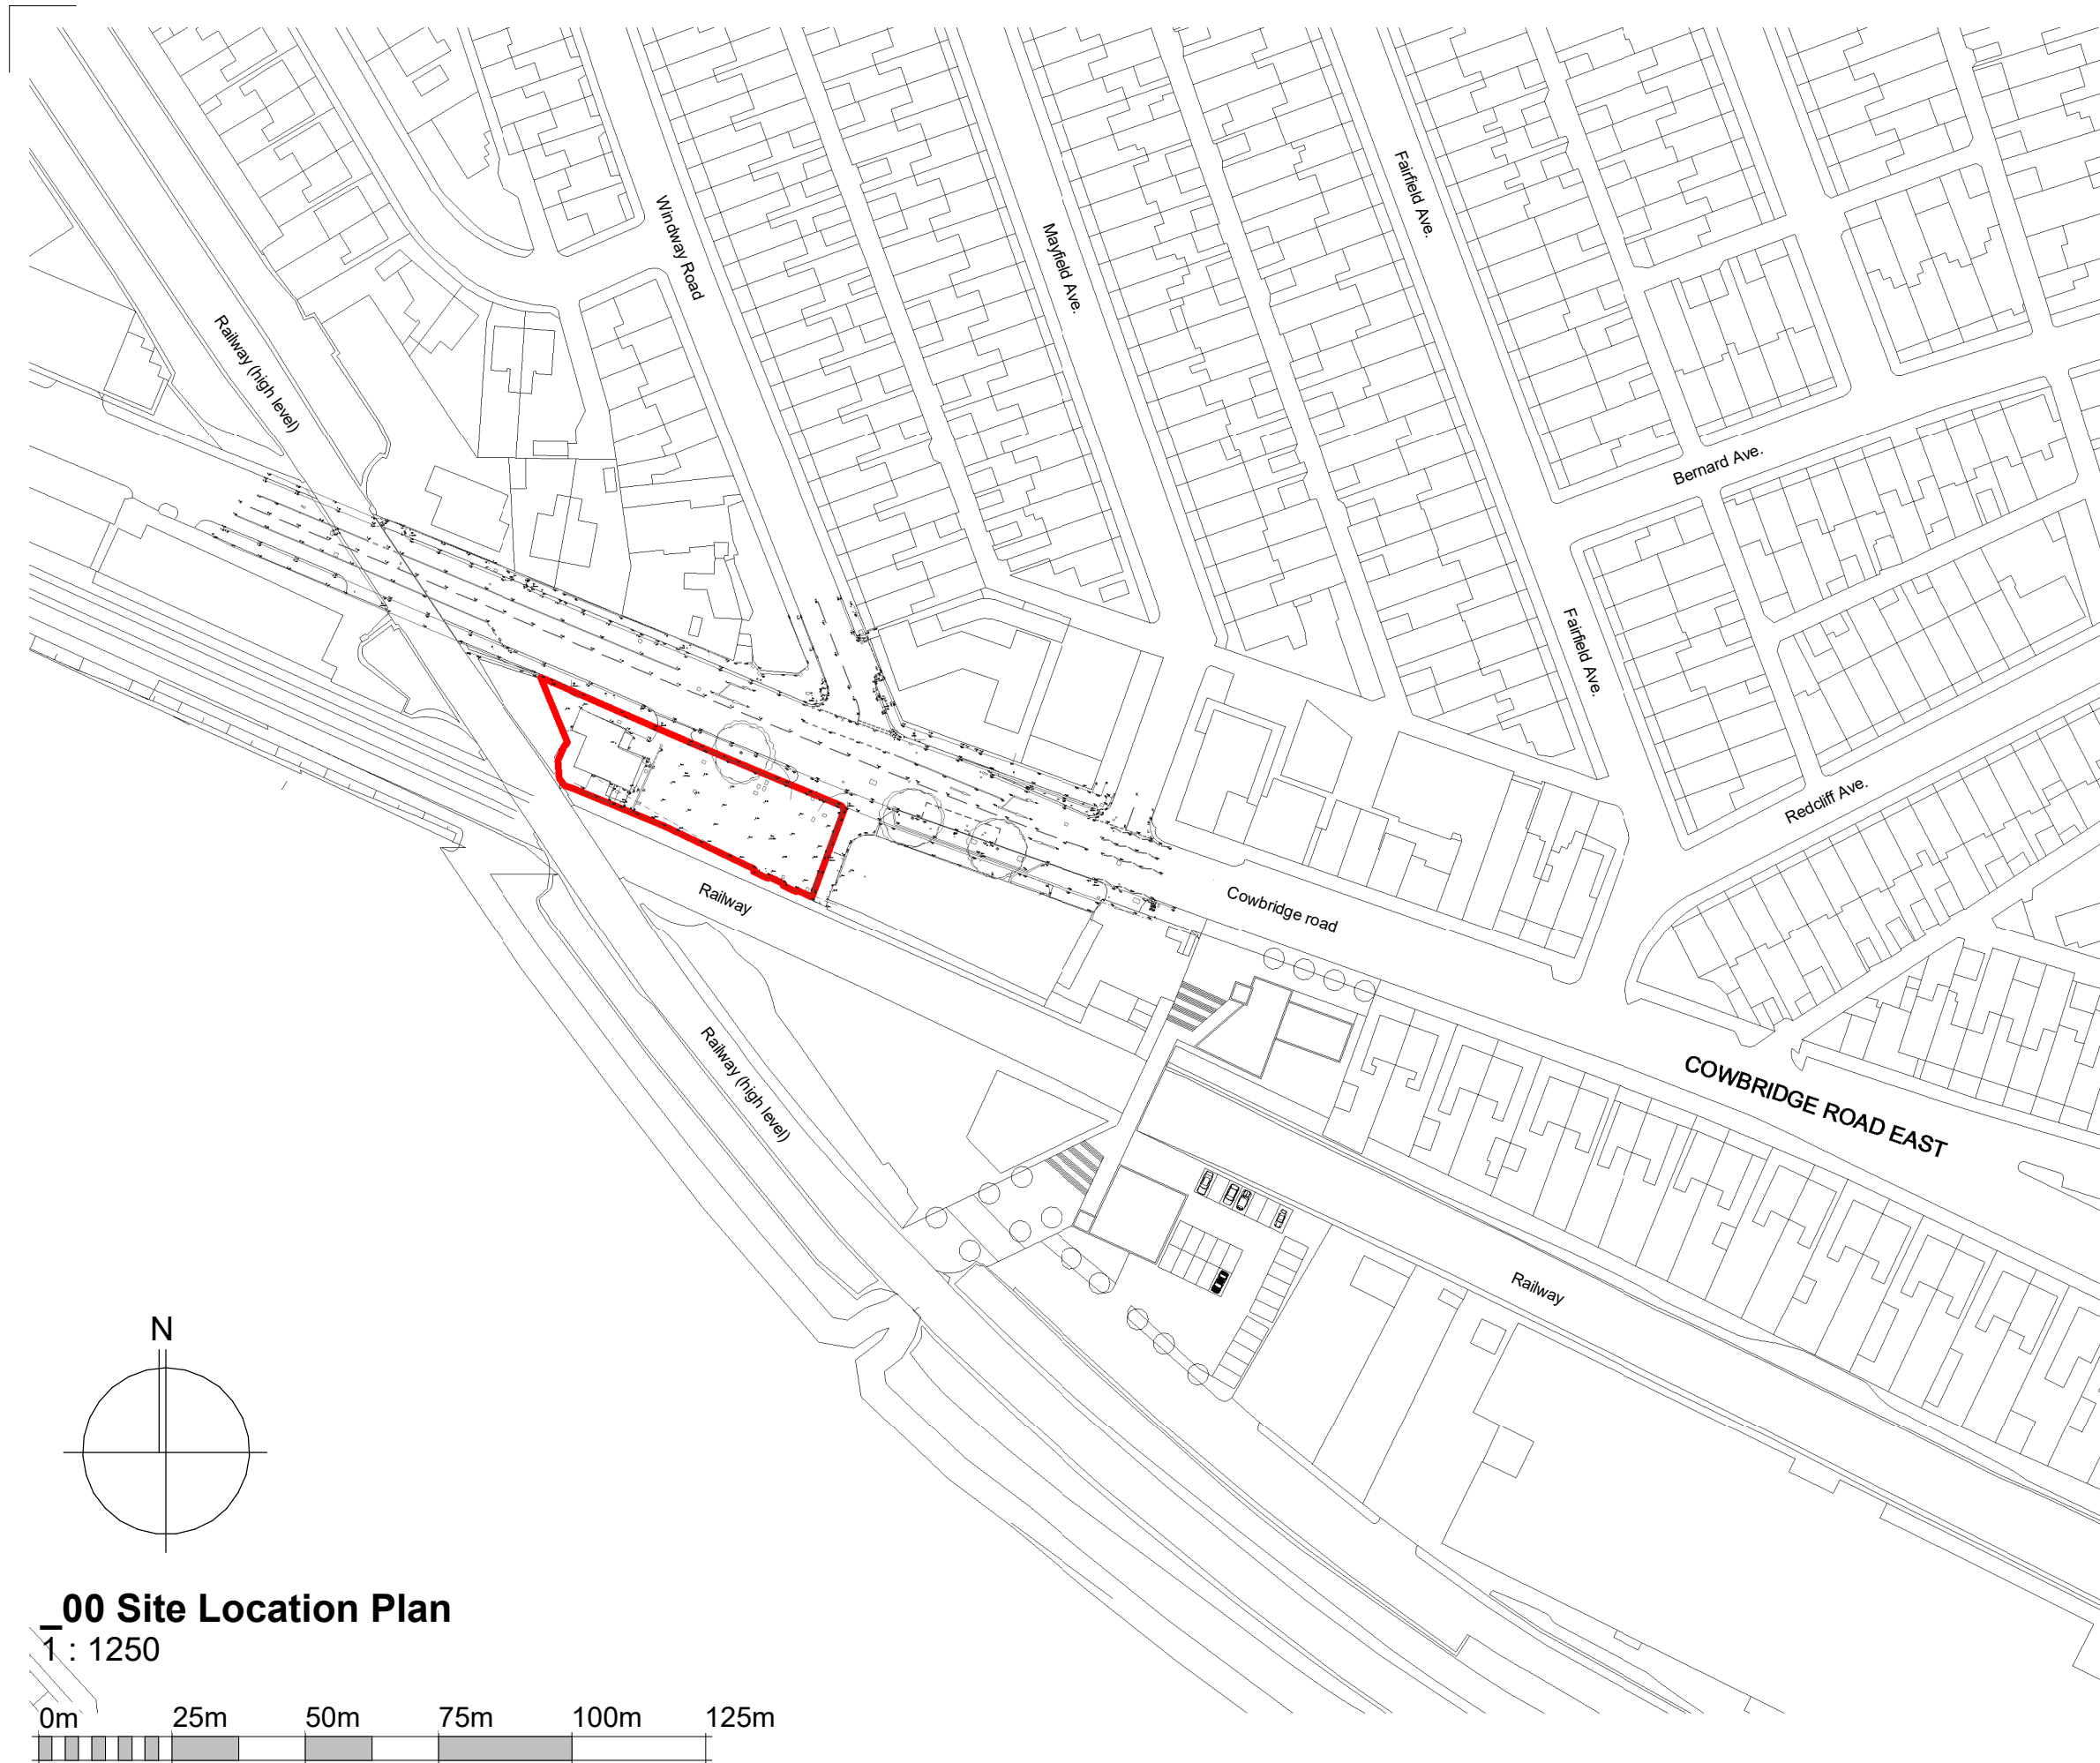 Windway Road
Mayfield Ave.
Fairfield Ave.
Railway (high level)
Bernard Ave.
Fairfield Ave.
Redcliff Ave.
Railway
Cowbridge road
Railway (high level)
COWBRIDGE ROAD EAST
Railway
N
_00 Site Location Plan
1 : 1250
0m 25m 50m 75m 100m 125m